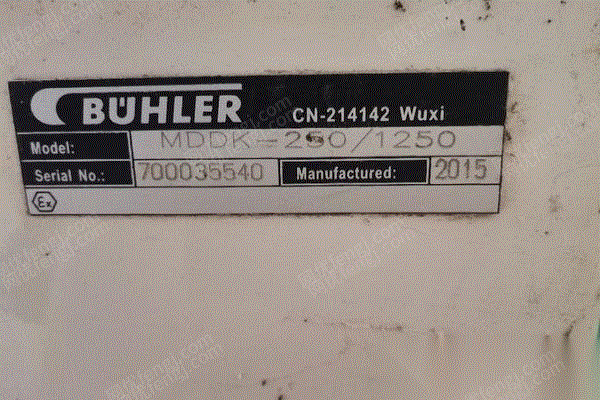 BÜHLER CN-214142 Wuxi
Model: MDDK-250/1250
Serial No.: 700035540 Manufactured: 2015
Ex